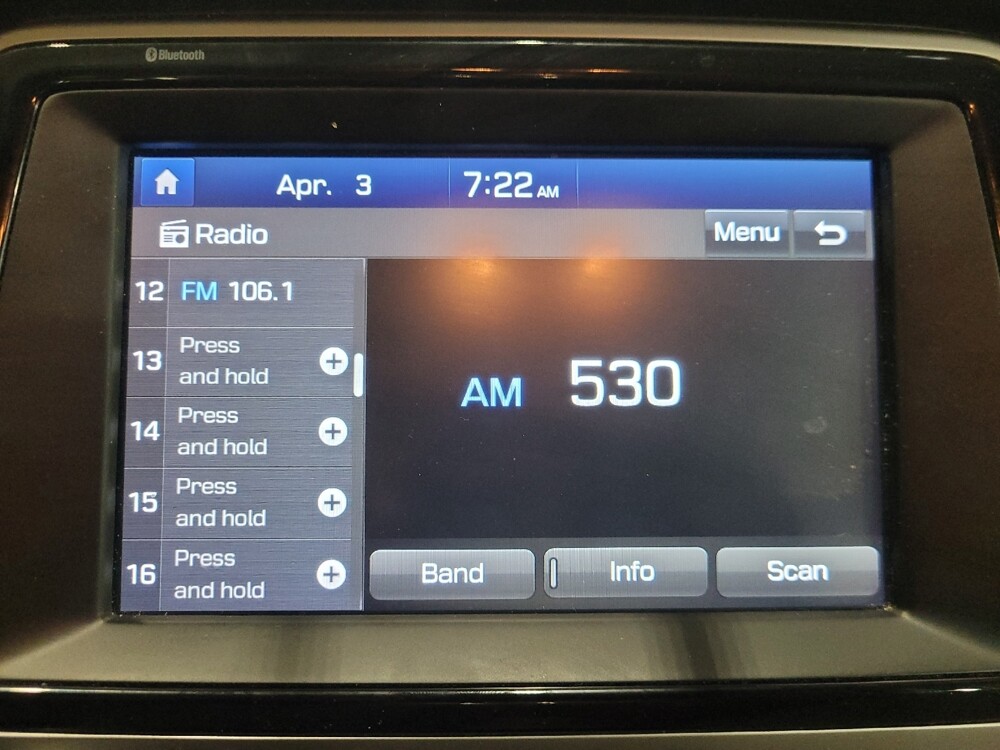 Bluetooth
Apr. 3 7:22 AM
Radio Menu
12 FM 106.1
13 Press
and hold
14 Press
and hold
15 Press
and hold
16 Press
and hold
AM 530
Band Info Scan